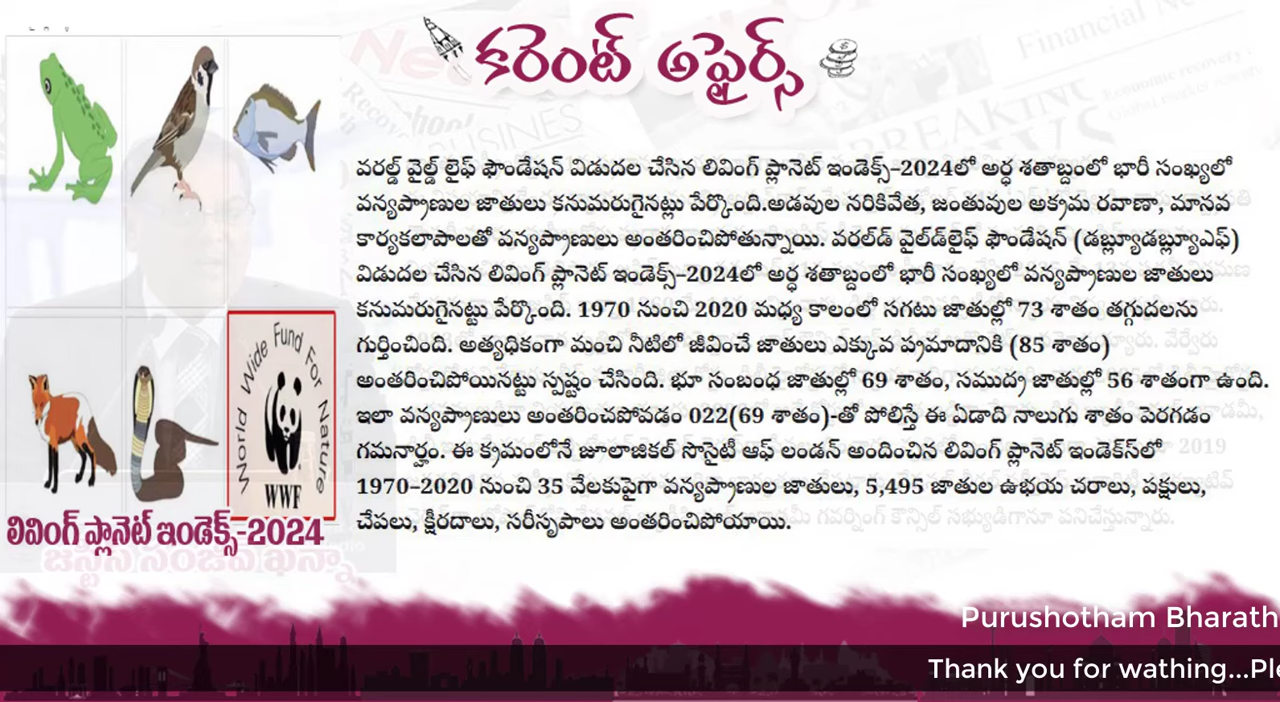 కరెంట్ అఫైర్స్
వరల్డ్ వైల్డ్ లైఫ్ ఫౌండేషన్ విడుదల చేసిన లివింగ్ ప్లానెట్ ఇండెక్స్–2024లో అర్ధ శతాబ్దంలో భారీ సంఖ్యలో
వన్యప్రాణుల జాతులు కనుమరుగైనట్లు పేర్కొంది.అడవుల నరికివేత, జంతువుల అక్రమ రవాణా, మానవ
కార్యకలాపాలతో వన్యప్రాణులు అంతరించిపోతున్నాయి. వరల్‌డ్ వైల్‌డ్‌లైఫ్ ఫౌండేషన్ (డబ్ల్యూడబ్ల్యూఎఫ్)
విడుదల చేసిన లివింగ్ ప్లానెట్ ఇండెక్స్–2024లో అర్ధ శతాబ్దంలో భారీ సంఖ్యలో వన్యప్రాణుల జాతులు
కనుమరుగైనట్టు పేర్కొంది. 1970 నుంచి 2020 మధ్య కాలంలో సగటు జాతుల్లో 73 శాతం తగ్గుదలను
గుర్తించింది. అత్యధికంగా మంచి నీటిలో జీవించే జాతులు ఎక్కువ ప్రమాదానికి (85 శాతం)
అంతరించిపోయినట్టు స్పష్టం చేసింది. భూ సంబంధ జాతుల్లో 69 శాతం, సముద్ర జాతుల్లో 56 శాతంగా ఉంది.
ఇలా వన్యప్రాణులు అంతరించపోవడం 022(69 శాతం)-తో పోలిస్తే ఈ ఏడాది నాలుగు శాతం పెరగడం
గమనార్హం. ఈ క్రమంలోనే జూలాజికల్ సొసైటీ ఆఫ్ లండన్ అందించిన లివింగ్ ప్లానెట్ ఇండెక్‌స్‌లో
1970–2020 నుంచి 35 వేలకుపైగా వన్యప్రాణుల జాతులు, 5,495 జాతుల ఉభయ చరాలు, పక్షులు,
చేపలు, క్షీరదాలు, సరీసృపాలు అంతరించిపోయాయి.
World Wide Fund For Nature
WWF
లివింగ్ ప్లానెట్ ఇండెక్స్-2024
Purushotham Bharath
Thank you for wathing...Ple